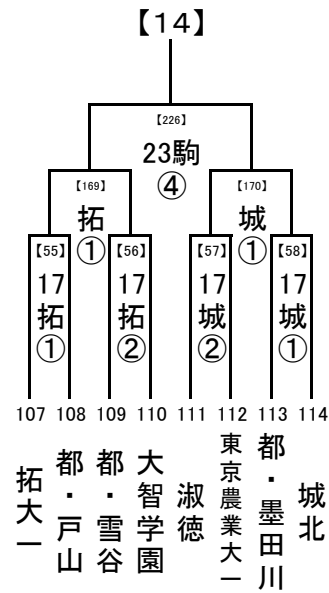 【14】
【226】
23駒
④
【169】
拓
①
【170】
城
①
【55】
17
拓
①
【56】
17
拓
②
【57】
17
城
②
【58】
17
城
①
107 108 109 110 111 112 113 114
拓大一
都・戸山
都・雪谷
大智学園
淑徳
東京農業大一
都・墨田川
城北